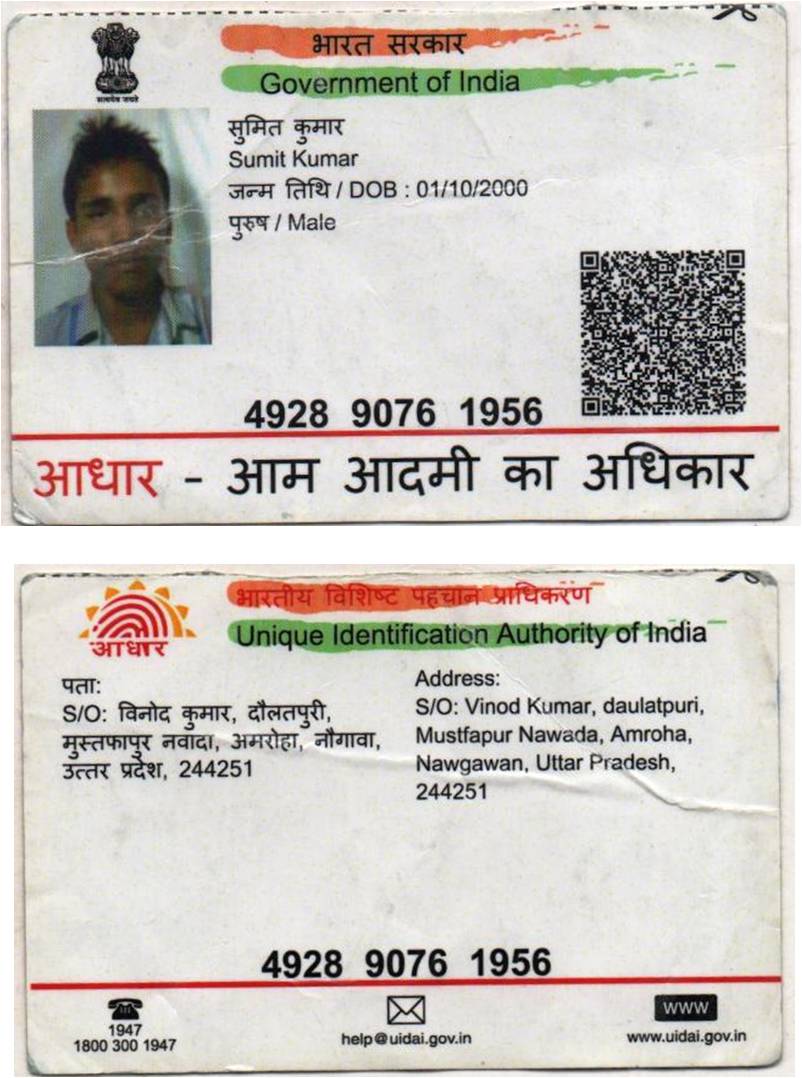 भारत सरकार
Government of India
सत्यमेव जयते
सुमित कुमार
Sumit Kumar
जन्म तिथि / DOB : 01/10/2000
पुरुष / Male
4928 9076 1956
आधार - आम आदमी का अधिकार
भारतीय विशिष्ट पहचान प्राधिकरण
Unique Identification Authority of India
आधार
पता:
S/O: विनोद कुमार, दौलतपुरी,
मुस्तफापुर नवादा, अमरोहा, नौगावा,
उत्तर प्रदेश, 244251
Address:
S/O: Vinod Kumar, daulatpuri,
Mustfapur Nawada, Amroha,
Nawgawan, Uttar Pradesh,
244251
4928 9076 1956
1947
1800 300 1947
help@uidai.gov.in
www
www.uidai.gov.in